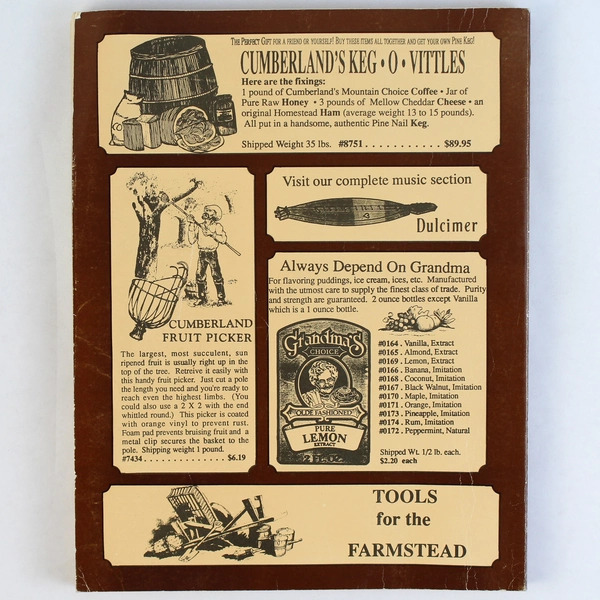 The Perfect Gift for a friend or yourself! Buy these items all together and get your own Pine Keg!
CUMBERLAND'S KEG • O • VITTLES
Here are the fixings:
1 pound of Cumberland's Mountain Choice Coffee • Jar of
Pure Raw Honey • 3 pounds of Mellow Cheddar Cheese • an
original Homestead Ham (average weight 13 to 15 pounds).
All put in a handsome, authentic Pine Nail Keg.
Shipped Weight 35 lbs. #8751 . . . . . . . . . . . $89.95
CUMBERLAND
FRUIT PICKER
The largest, most succulent, sun
ripened fruit is usually right up in the
top of the tree. Retreive it easily with
this handy fruit picker. Just cut a pole
the length you need and you're ready to
reach even the highest limbs. (You
could also use a 2 X 2 with the end
whittled round.) This picker is coated
with orange vinyl to prevent rust.
Foam pad prevents bruising fruit and a
metal clip secures the basket to the
pole. Shipping weight 1 pound.
#7434 . . . . . . . . . . . . . . $6.19
Visit our complete music section
Dulcimer
Always Depend On Grandma
For flavoring puddings, ice cream, ices, etc. Manufactured
with the utmost care to supply the finest class of trade. Purity
and strength are guaranteed. 2 ounce bottles except Vanilla
which is a 1 ounce bottle.
Grandma's
CHOICE
"OLDE FASHIONED"
PURE
LEMON
EXTRACT
2 FL. OZ.
#0164 . Vanilla, Extract
#0165 . Almond, Extract
#0169 . Lemon, Extract
#0166 . Banana, Imitation
#0168 . Coconut, Imitation
#0167 . Black Walnut, Imitation
#0170 . Maple, Imitation
#0171 . Orange, Imitation
#0173 . Pineapple, Imitation
#0174 . Rum, Imitation
#0172 . Peppermint, Natural
Shipped Wt. 1/2 lb. each.
$2.20 each
TOOLS
for the
FARMSTEAD